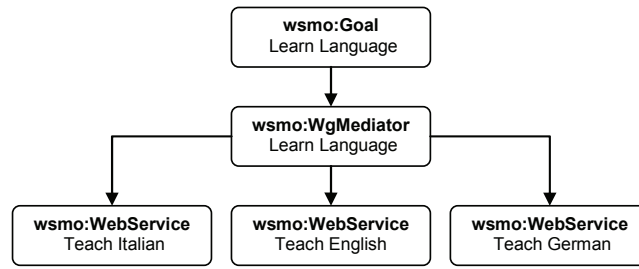 wsmo:Goal
Learn Language
wsmo:WgMediator
Learn Language
wsmo:WebService
Teach Italian
wsmo:WebService
Teach English
wsmo:WebService
Teach German